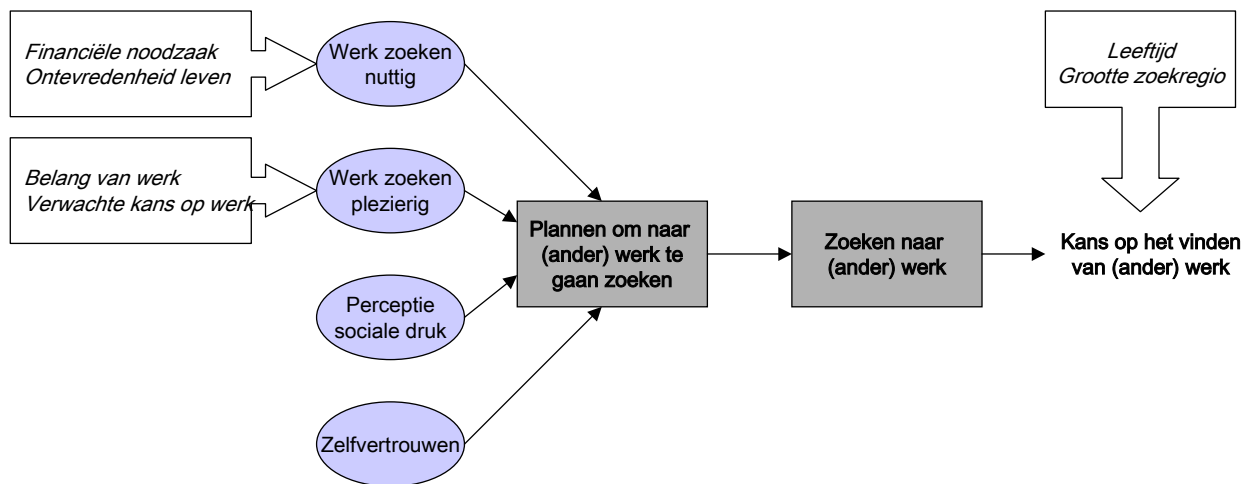 Financiële noodzaak
Ontevredenheid leven
Werk zoeken
nuttig
Leeftijd
Grootte zoekregio
Belang van werk
Verwachte kans op werk
Werk zoeken
plezierig
Plannen om naar
(ander) werk te
gaan zoeken
Zoeken naar
(ander) werk
Kans op het vinden
van (ander) werk
Perceptie
sociale druk
Zelfvertrouwen